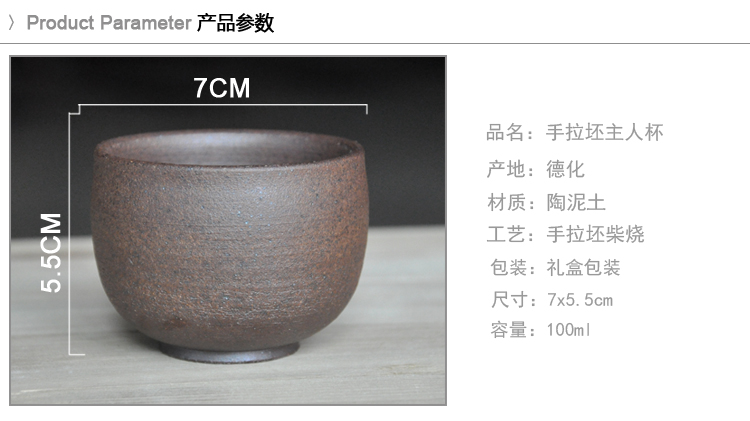 〉Product Parameter 产品参数
7CM
5.5CM
品名：手拉坯主人杯
产地：德化
材质：陶泥土
工艺：手拉坯柴烧
包装：礼盒包装
尺寸：7x5.5cm
容量：100ml